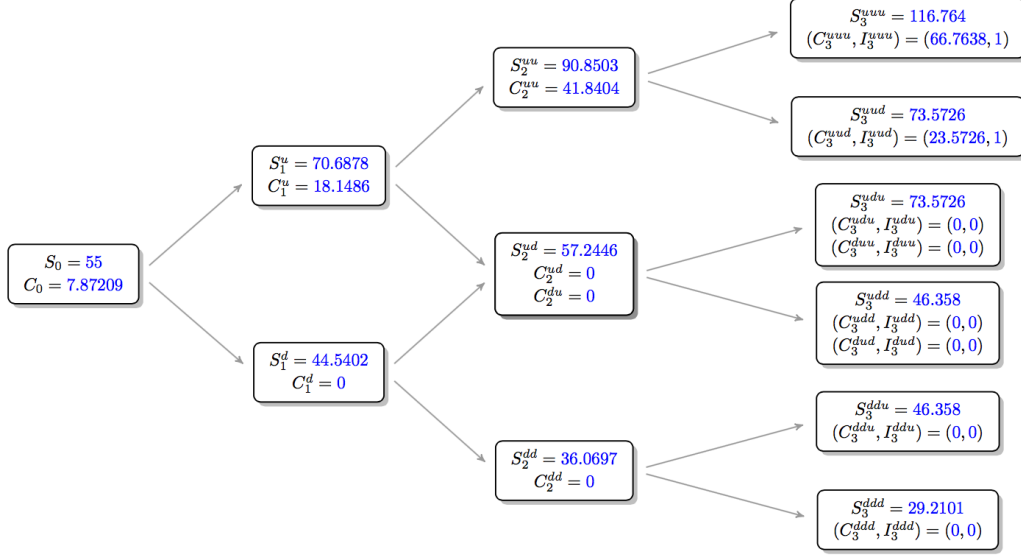 $S_3^{uuu} = 116.764$
$(C_3^{uuu}, I_3^{uuu}) = (66.7638, 1)$
$S_2^{uu} = 90.8503$
$C_2^{uu} = 41.8404$
$S_3^{uud} = 73.5726$
$(C_3^{uud}, I_3^{uud}) = (23.5726, 1)$
$S_1^{u} = 70.6878$
$C_1^{u} = 18.1486$
$S_3^{udu} = 73.5726$
$(C_3^{udu}, I_3^{udu}) = (0, 0)$
$(C_3^{duu}, I_3^{duu}) = (0, 0)$
$S_0 = 55$
$C_0 = 7.87209$
$S_2^{ud} = 57.2446$
$C_2^{ud} = 0$
$C_2^{du} = 0$
$S_3^{udd} = 46.358$
$(C_3^{udd}, I_3^{udd}) = (0, 0)$
$(C_3^{dud}, I_3^{dud}) = (0, 0)$
$S_1^{d} = 44.5402$
$C_1^{d} = 0$
$S_3^{ddu} = 46.358$
$(C_3^{ddu}, I_3^{ddu}) = (0, 0)$
$S_2^{dd} = 36.0697$
$C_2^{dd} = 0$
$S_3^{ddd} = 29.2101$
$(C_3^{ddd}, I_3^{ddd}) = (0, 0)$